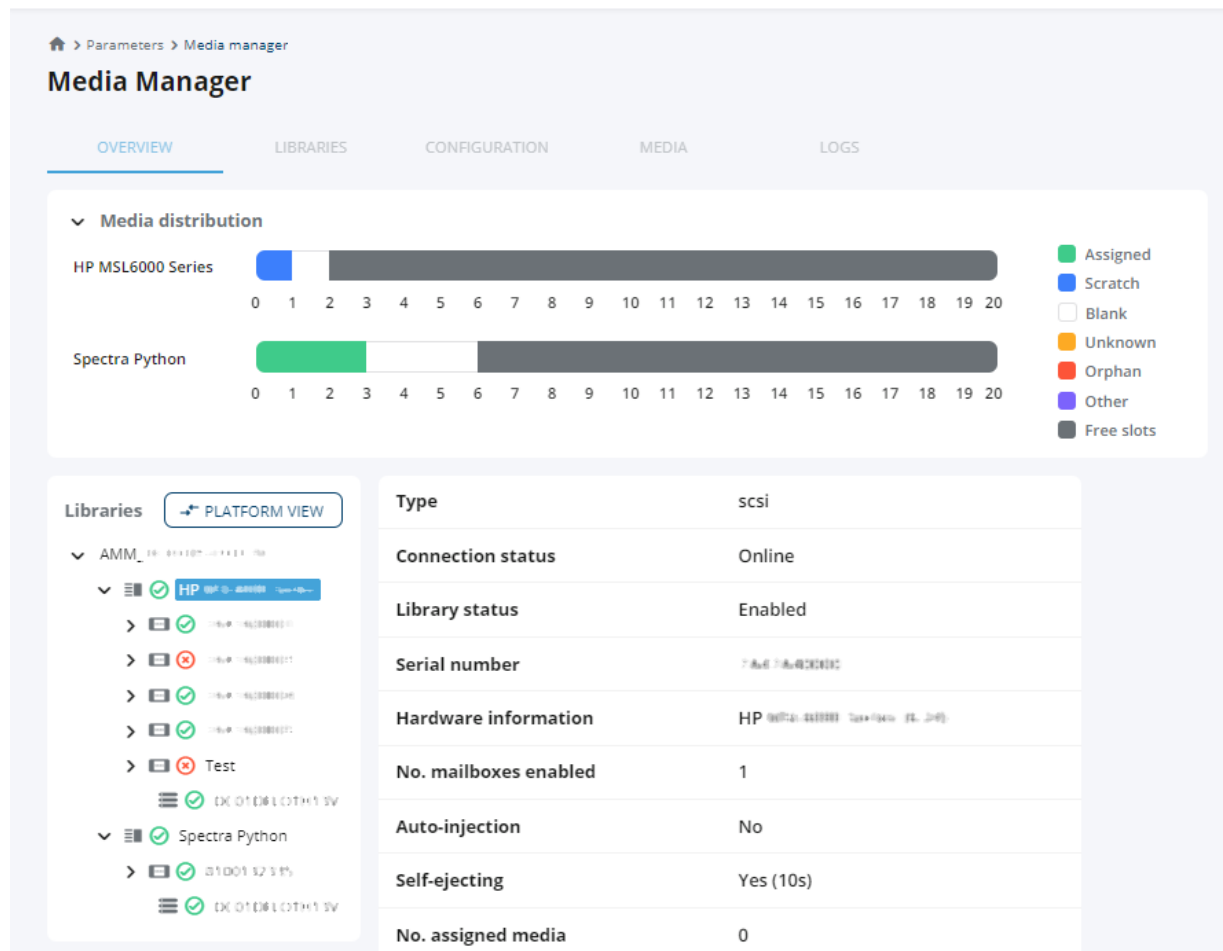 Parameters > Media manager
Media Manager
OVERVIEW LIBRARIES CONFIGURATION MEDIA LOGS
Media distribution
HP MSL6000 Series
0 1 2 3 4 5 6 7 8 9 10 11 12 13 14 15 16 17 18 19 20
Spectra Python
0 1 2 3 4 5 6 7 8 9 10 11 12 13 14 15 16 17 18 19 20
Assigned
Scratch
Blank
Unknown
Orphan
Other
Free slots
Libraries PLATFORM VIEW
AMM_
HP
Test
Spectra Python
Type scsi
Connection status Online
Library status Enabled
Serial number
Hardware information HP
No. mailboxes enabled 1
Auto-injection No
Self-ejecting Yes (10s)
No. assigned media 0